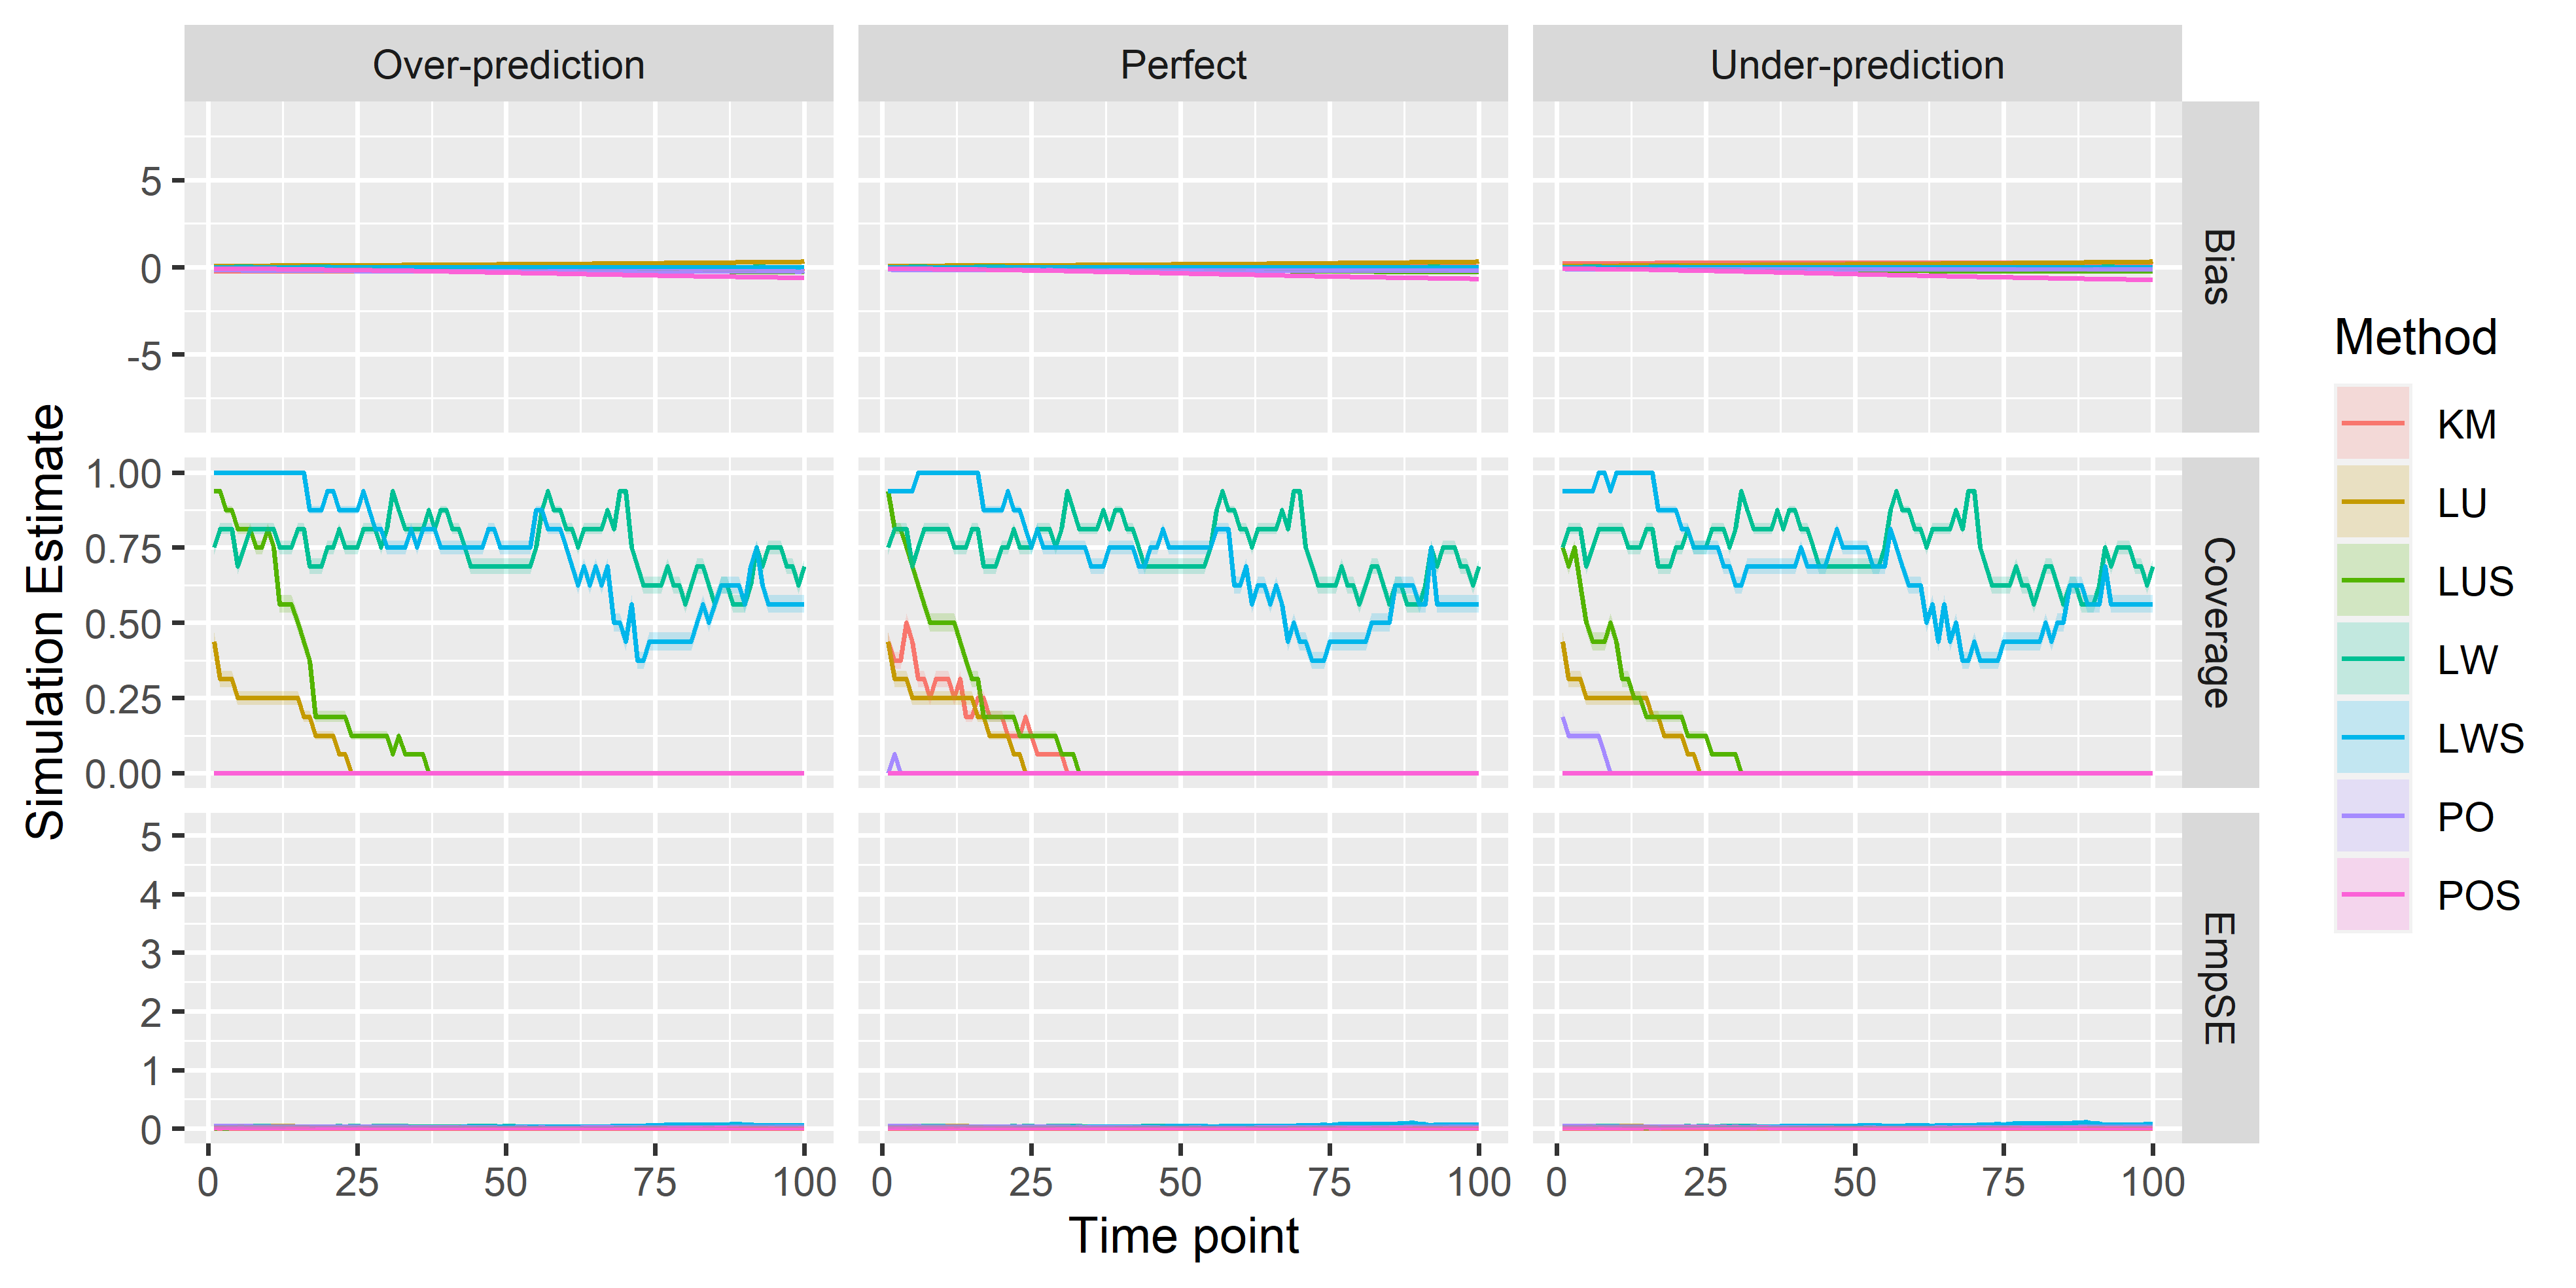 Over-prediction
Perfect
Under-prediction
Simulation Estimate
5
0
-5
Bias
1.00
0.75
0.50
0.25
0.00
Coverage
5
4
3
2
1
0
EmpSE
0 25 50 75 100
0 25 50 75 100
0 25 50 75 100
Time point
Method
KM
LU
LUS
LW
LWS
PO
POS